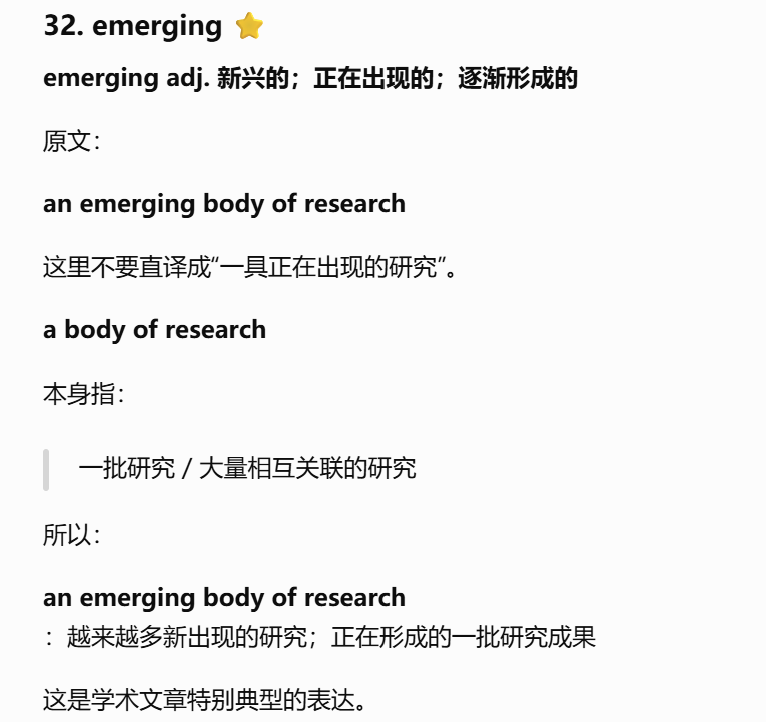 32. emerging ⭐
emerging adj. 新兴的；正在出现的；逐渐形成的
原文：
an emerging body of research
这里不要直译成“一具正在出现的研究”。
a body of research
本身指：
一批研究 / 大量相互关联的研究
所以：
an emerging body of research
：越来越多新出现的研究；正在形成的一批研究成果
这是学术文章特别典型的表达。